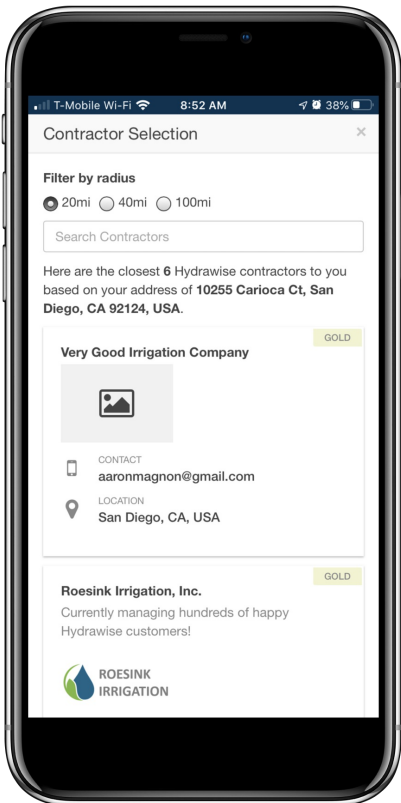 T-Mobile Wi-Fi 8:52 AM 38%
Contractor Selection ×
Filter by radius
20mi 40mi 100mi
Search Contractors
Here are the closest 6 Hydrawise contractors to you
based on your address of 10255 Carioca Ct, San
Diego, CA 92124, USA.
GOLD
Very Good Irrigation Company
CONTACT
aaronmagnon@gmail.com
LOCATION
San Diego, CA, USA
GOLD
Roesink Irrigation, Inc.
Currently managing hundreds of happy
Hydrawise customers!
ROESINK
IRRIGATION